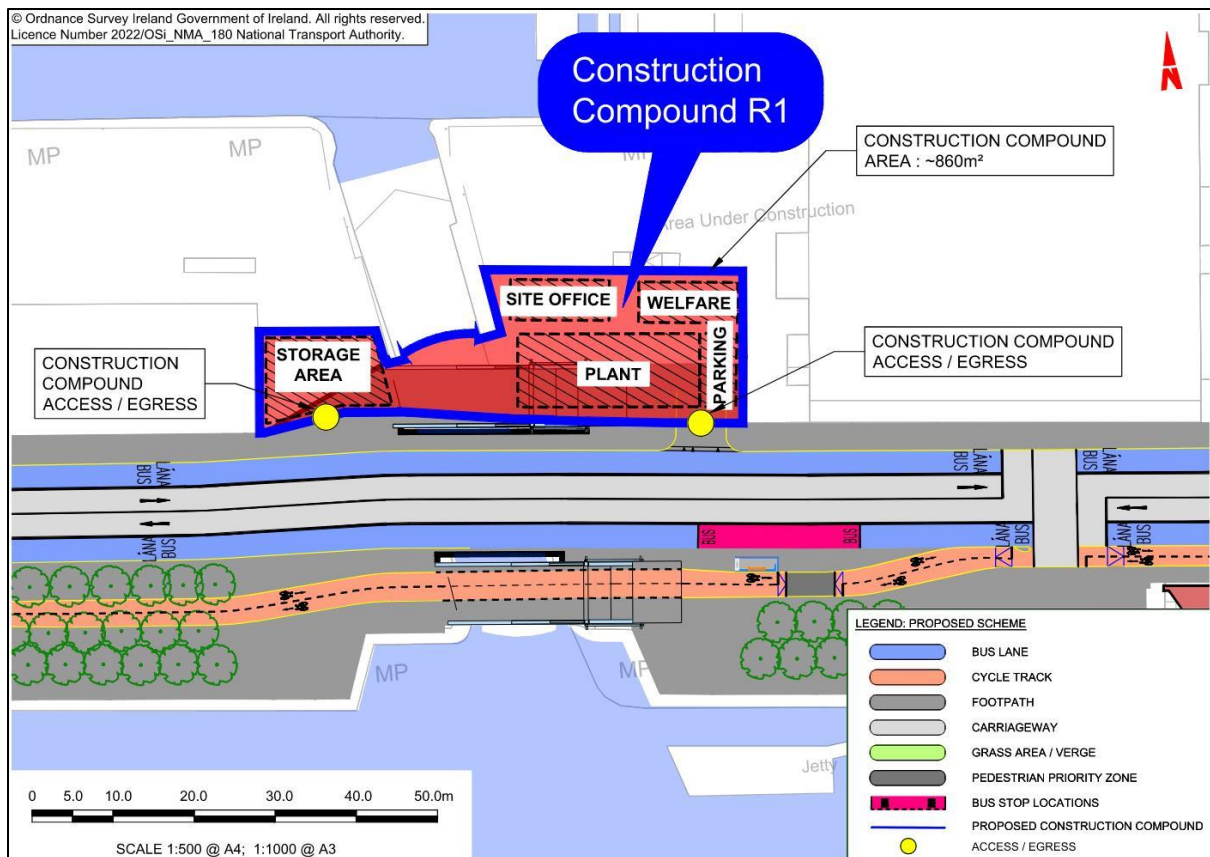 © Ordnance Survey Ireland Government of Ireland. All rights reserved.
Licence Number 2022/OSi_NMA_180 National Transport Authority.
N
Construction
Compound R1
MP
MP
CONSTRUCTION COMPOUND
AREA : ~860m²
Area Under Construction
SITE OFFICE
WELFARE
STORAGE
AREA
PLANT
PARKING
CONSTRUCTION
COMPOUND
ACCESS / EGRESS
CONSTRUCTION COMPOUND
ACCESS / EGRESS
LÁNA
BUS
LÁNA
BUS
LÁNA
BUS
LÁNA
BUS
BUS
BUS
LÁNA
BUS
LÁNA
BUS
MP
MP
Jetty
LEGEND: PROPOSED SCHEME
BUS LANE
CYCLE TRACK
FOOTPATH
CARRIAGEWAY
GRASS AREA / VERGE
PEDESTRIAN PRIORITY ZONE
BUS STOP LOCATIONS
PROPOSED CONSTRUCTION COMPOUND
ACCESS / EGRESS
0 5.0 10.0 20.0 30.0 40.0 50.0m
SCALE 1:500 @ A4; 1:1000 @ A3